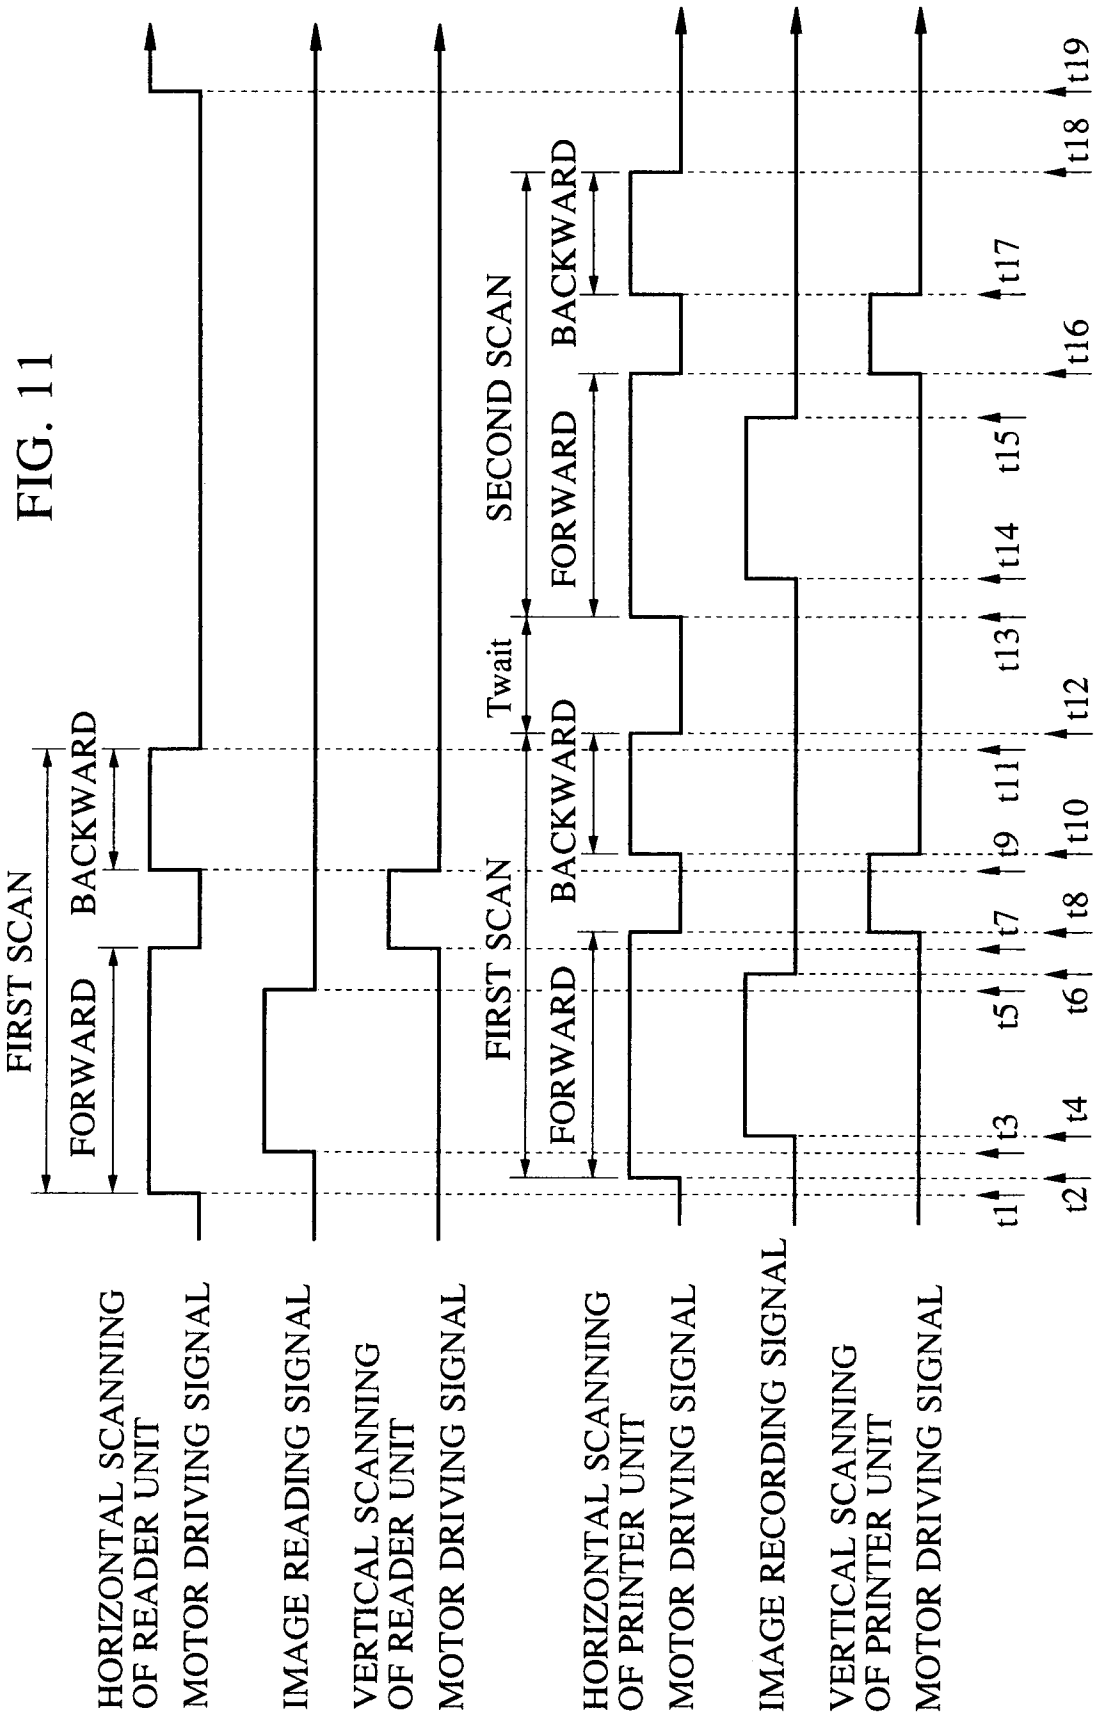 FIG. 11
FIRST SCAN
FORWARD
BACKWARD
HORIZONTAL SCANNING
OF READER UNIT
MOTOR DRIVING SIGNAL
IMAGE READING SIGNAL
VERTICAL SCANNING
OF READER UNIT
MOTOR DRIVING SIGNAL
FIRST SCAN
Twait
SECOND SCAN
FORWARD
BACKWARD
FORWARD
BACKWARD
HORIZONTAL SCANNING
OF PRINTER UNIT
MOTOR DRIVING SIGNAL
IMAGE RECORDING SIGNAL
VERTICAL SCANNING
OF PRINTER UNIT
MOTOR DRIVING SIGNAL
t1
t3
t5
t7
t9
t11
t13
t14
t15
t17
t2
t4
t6
t8
t10
t12
t16
t18
t19